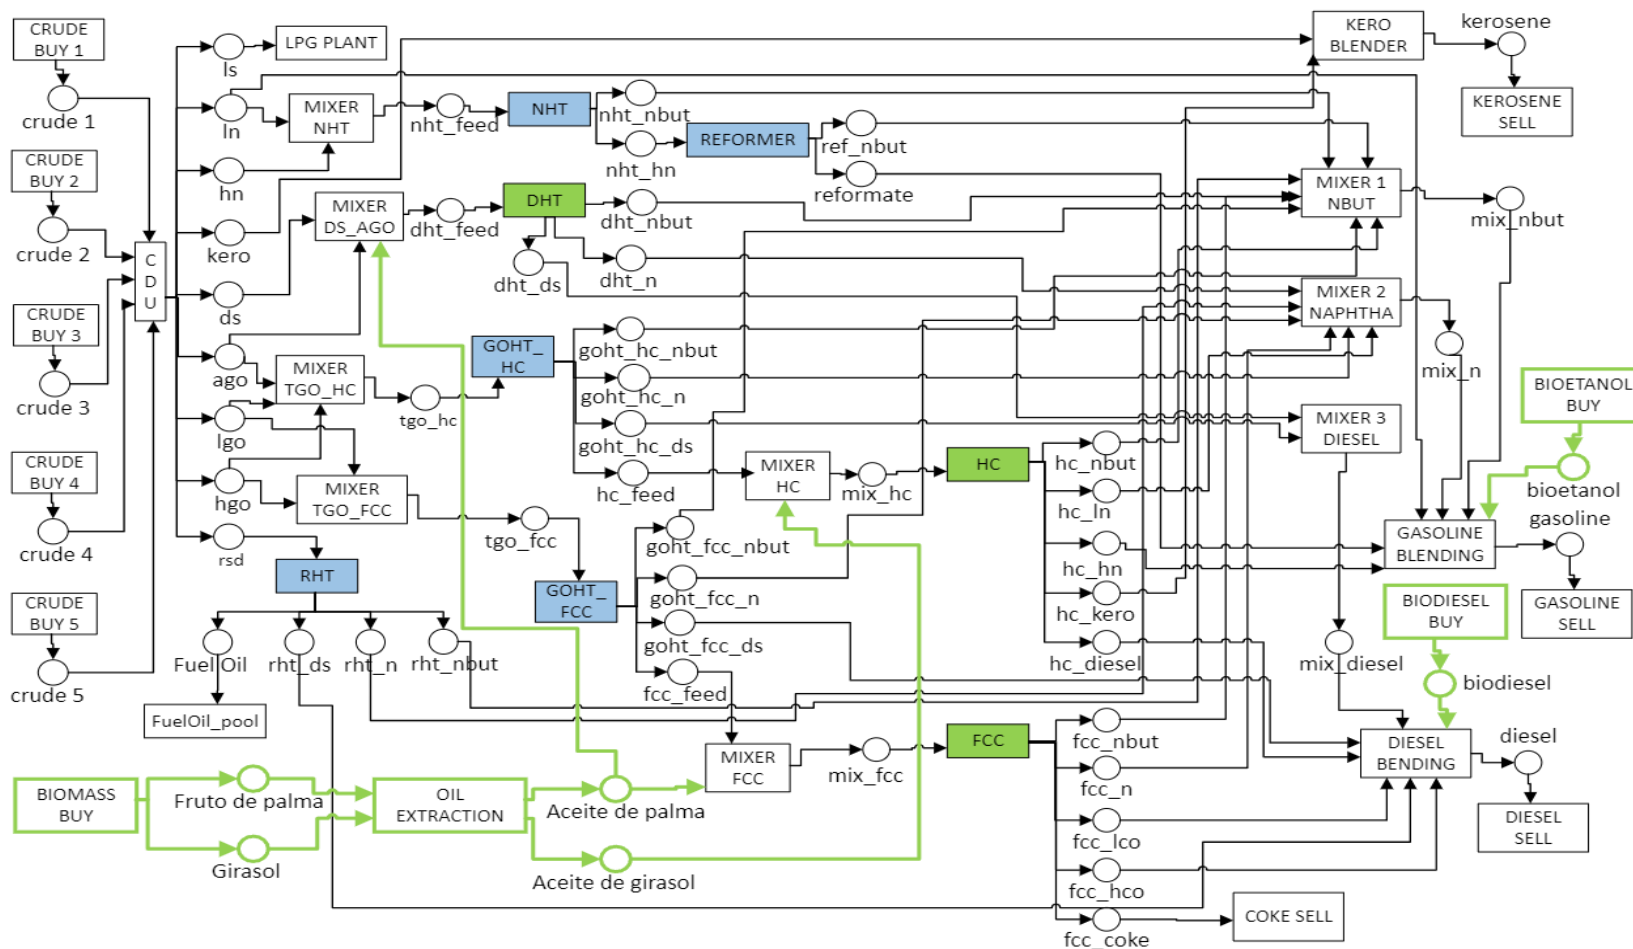 CRUDE
BUY 1
crude 1
CRUDE
BUY 2
crude 2
CRUDE
BUY 3
crude 3
CRUDE
BUY 4
crude 4
CRUDE
BUY 5
crude 5
C
D
U
ls
LPG PLANT
ln
hn
kero
ds
ago
lgo
hgo
rsd
MIXER
NHT
nht_feed
NHT
nht_nbut
nht_hn
REFORMER
ref_nbut
reformate
MIXER
DS_AGO
dht_feed
DHT
dht_nbut
dht_ds
dht_n
MIXER
TGO_HC
tgo_hc
GOHT_
HC
goht_hc_nbut
goht_hc_n
goht_hc_ds
hc_feed
MIXER
TGO_FCC
tgo_fcc
GOHT_
FCC
goht_fcc_nbut
goht_fcc_n
goht_fcc_ds
fcc_feed
RHT
Fuel Oil
rht_ds
rht_n
rht_nbut
FuelOil_pool
MIXER
HC
mix_hc
HC
hc_nbut
hc_ln
hc_hn
hc_kero
hc_diesel
MIXER
FCC
mix_fcc
FCC
fcc_nbut
fcc_n
fcc_lco
fcc_hco
fcc_coke
COKE SELL
BIOMASS
BUY
Fruto de palma
Girasol
OIL
EXTRACTION
Aceite de palma
Aceite de girasol
KERO
BLENDER
kerosene
KEROSENE
SELL
MIXER 1
NBUT
mix_nbut
MIXER 2
NAPHTHA
mix_n
MIXER 3
DIESEL
mix_diesel
BIOETANOL
BUY
bioetanol
GASOLINE
BLENDING
gasoline
GASOLINE
SELL
BIODIESEL
BUY
biodiesel
DIESEL
BENDING
diesel
DIESEL
SELL